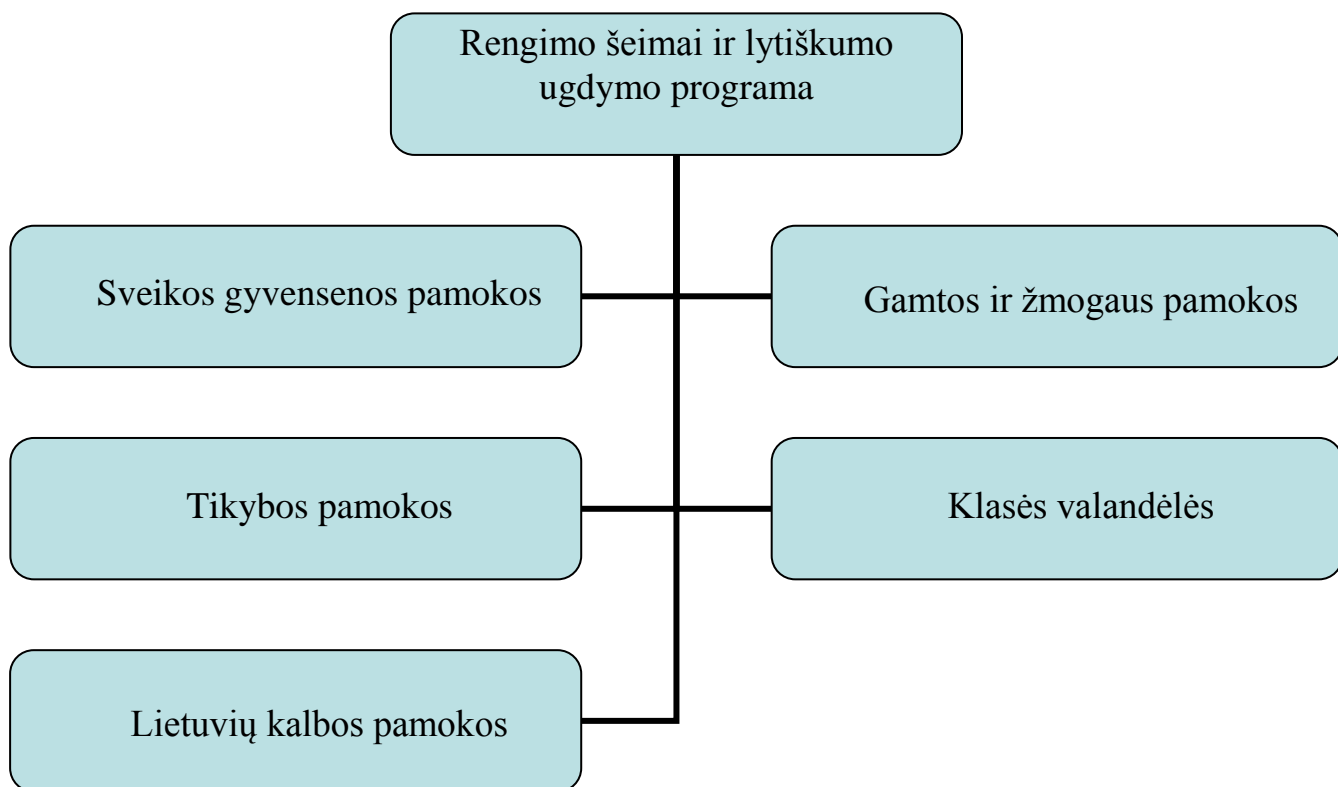 Rengimo šeimai ir lytiškumo
ugdymo programa
Sveikos gyvensenos pamokos
Gamtos ir žmogaus pamokos
Tikybos pamokos
Klasės valandėlės
Lietuvių kalbos pamokos